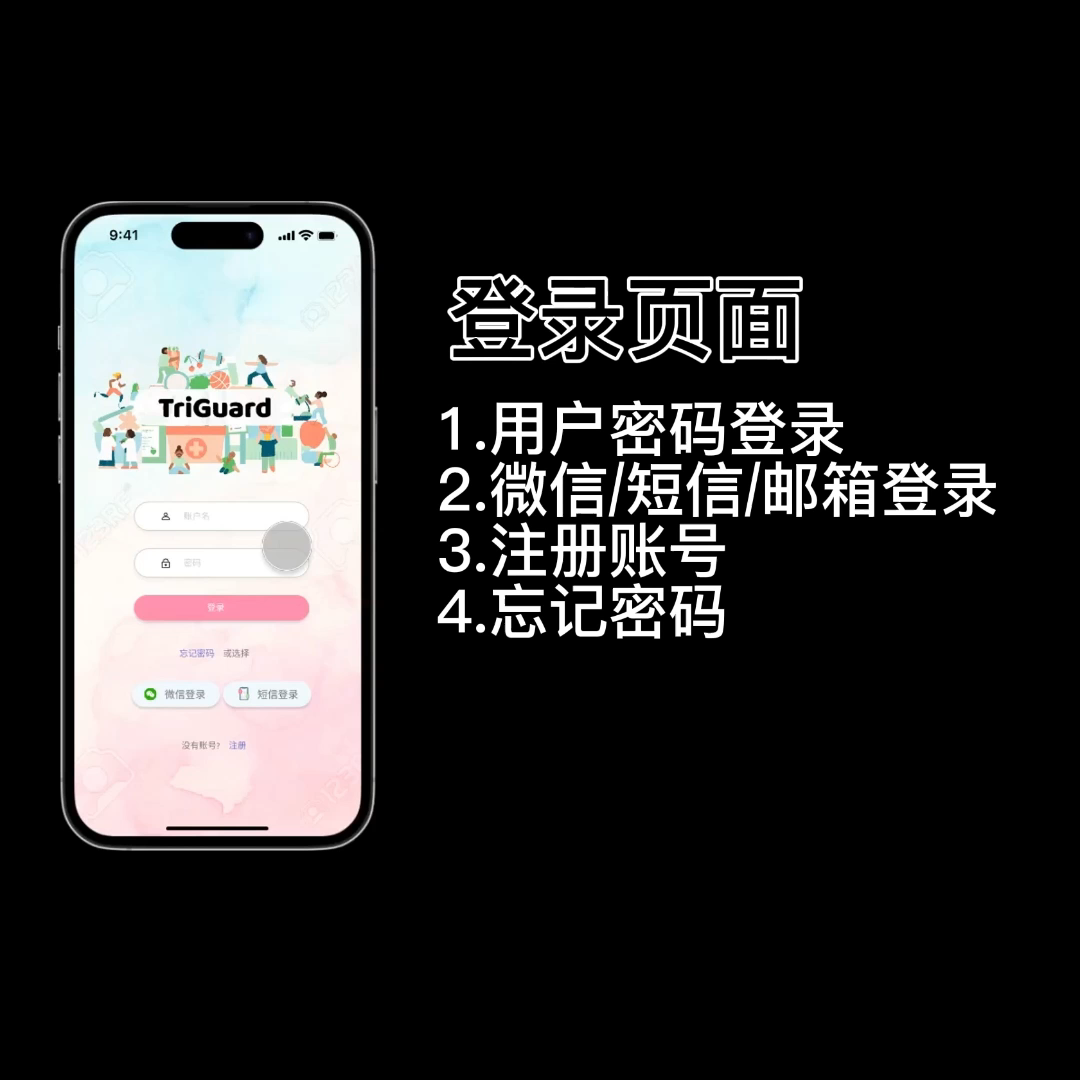 9:41
TriGuard
账户名
密码
登录
忘记密码 或选择
微信登录 短信登录
没有账号? 注册
登录页面
1.用户密码登录
2.微信/短信/邮箱登录
3.注册账号
4.忘记密码